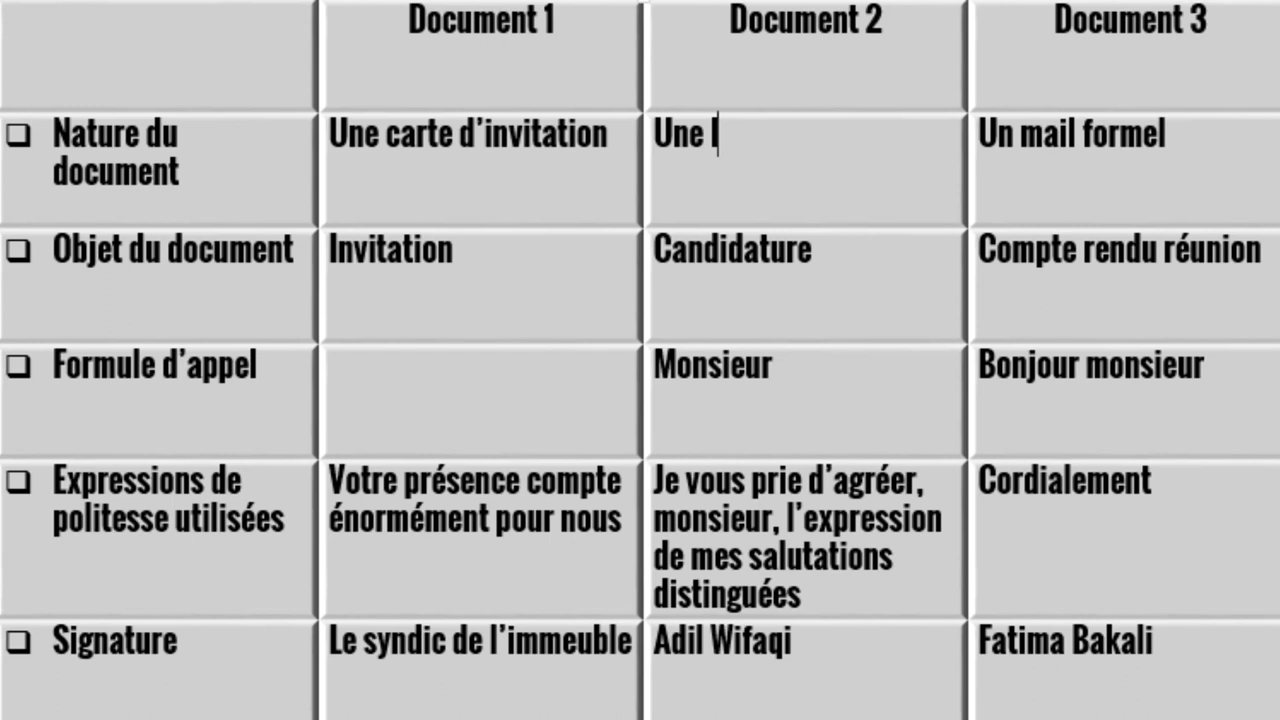 Document 1
Document 2
Document 3
Nature du
document
Une carte d’invitation
Une l
Un mail formel
Objet du document
Invitation
Candidature
Compte rendu réunion
Formule d’appel
Monsieur
Bonjour monsieur
Expressions de
politesse utilisées
Votre présence compte
énormément pour nous
Je vous prie d’agréer,
monsieur, l’expression
de mes salutations
distinguées
Cordialement
Signature
Le syndic de l’immeuble
Adil Wifaqi
Fatima Bakali